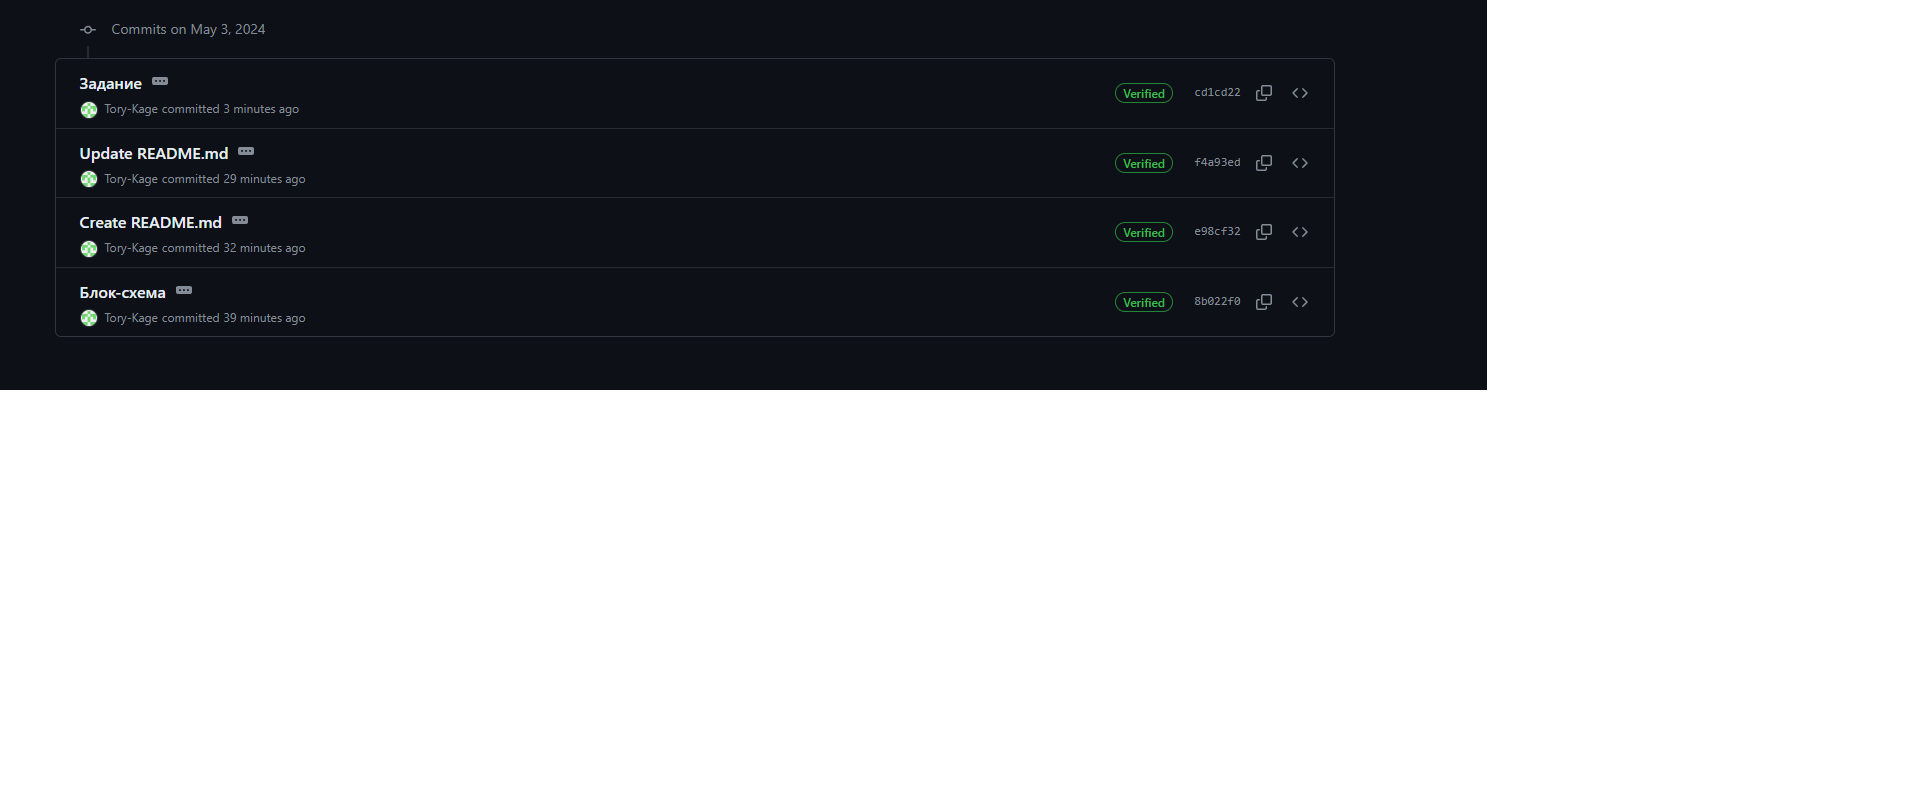 Commits on May 3, 2024
Задание
Verified
cd1cd22
Tory-Kage committed 3 minutes ago
Update README.md
Verified
f4a93ed
Tory-Kage committed 29 minutes ago
Create README.md
Verified
e98cf32
Tory-Kage committed 32 minutes ago
Блок-схема
Verified
8b022f0
Tory-Kage committed 39 minutes ago